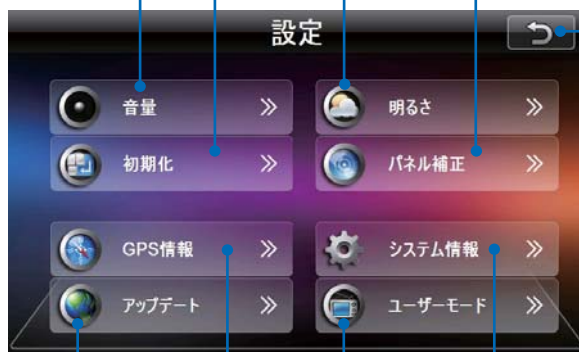 設定
音量
明るさ
初期化
パネル補正
GPS情報
システム情報
アップデート
ユーザーモード